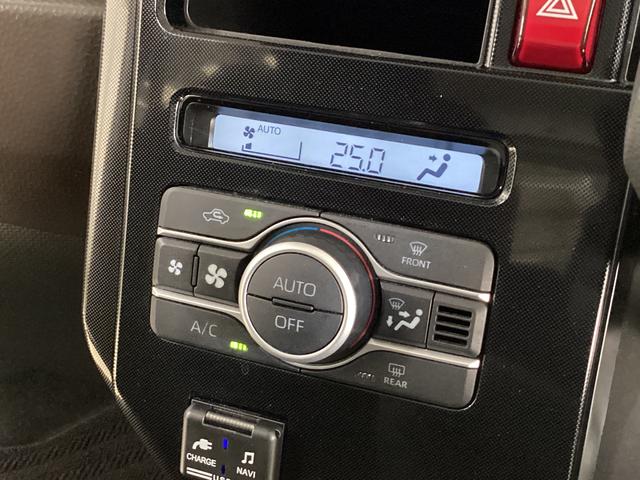 AUTO
25.0
FRONT
AUTO
OFF
A/C
REAR
CHARGE
NAVI